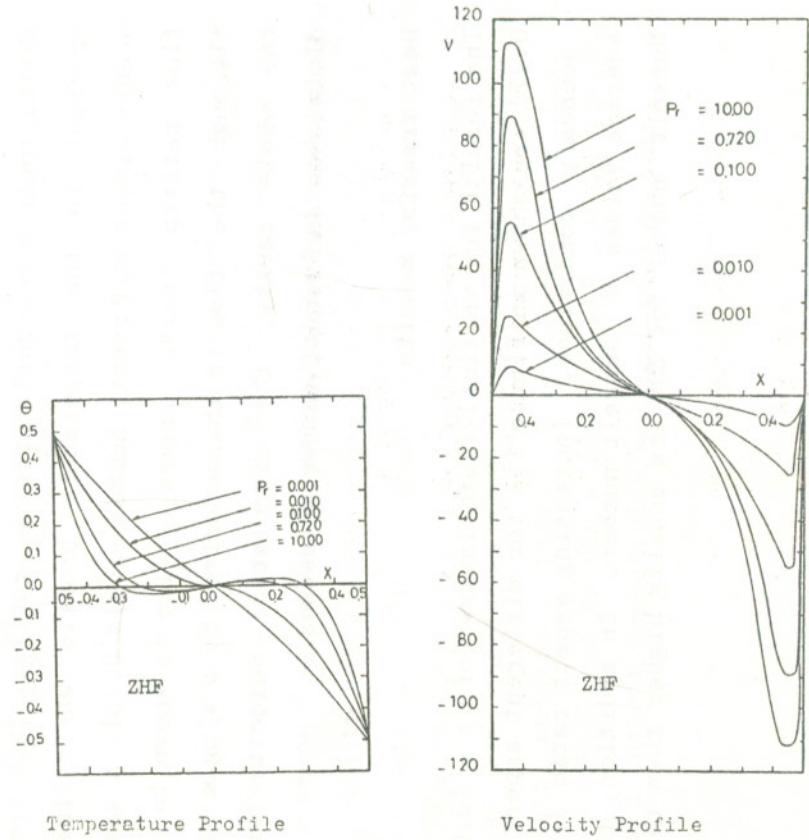 Θ
0.5
0.4
0.3
0.2
0.1
0.0
-0.1
-0.2
-0.3
-0.4
-0.5
Pr = 0.001
= 0.010
= 0.100
= 0.720
= 10.00
X
0.5 -0.4 -0.3 -0.1 0.0 0.2 0.4 0.5
ZHF
Temperature Profile
V
120
100
80
60
40
20
0
-20
-40
-60
-80
-100
-120
Pr = 10.00
= 0.720
= 0.100
= 0.010
= 0.001
X
0.4 0.2 0.0 0.2 0.4
ZHF
Velocity Profile